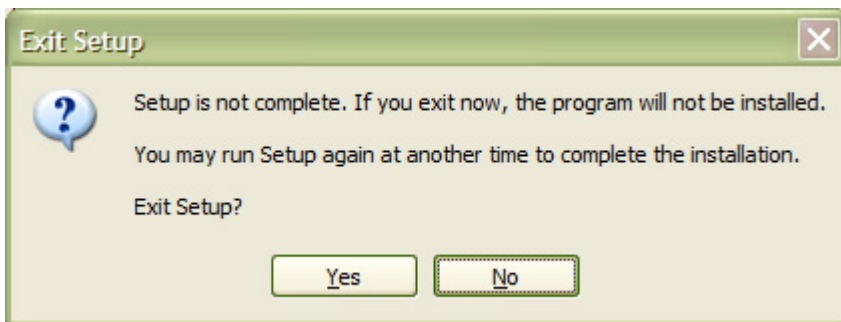 Exit Setup
Setup is not complete. If you exit now, the program will not be installed.
You may run Setup again at another time to complete the installation.
Exit Setup?
Yes No